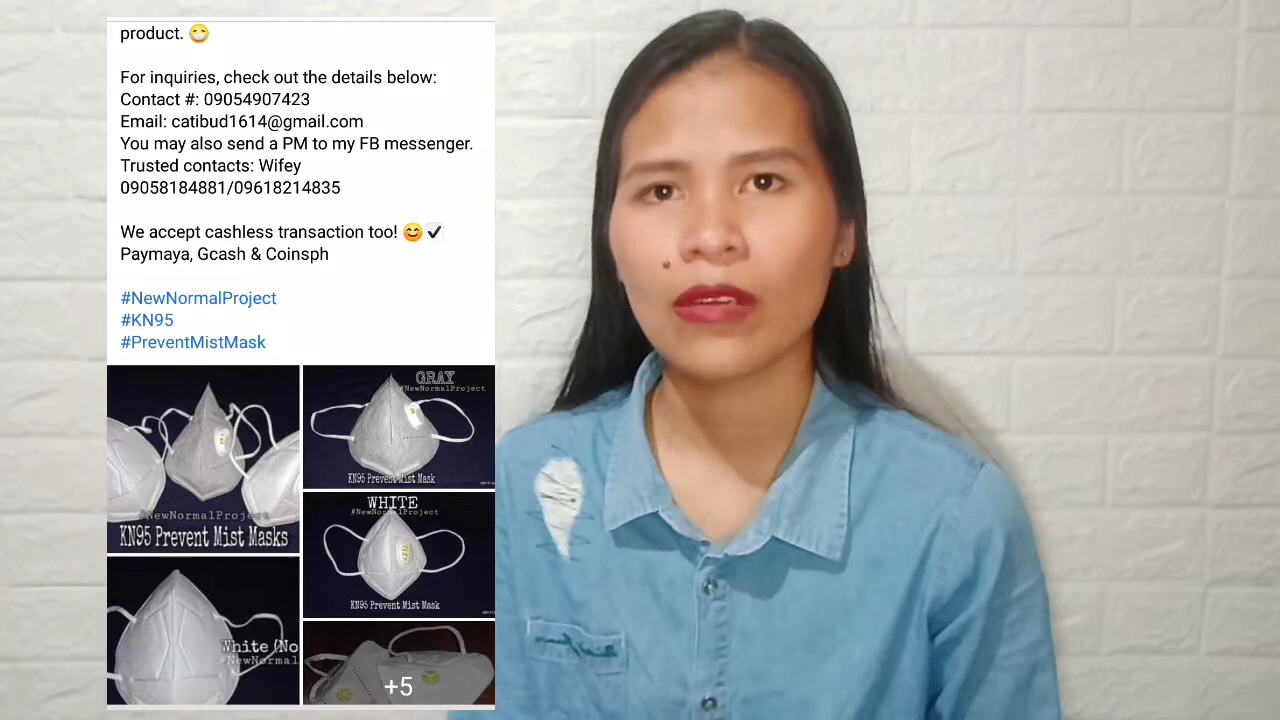 product. 😷
For inquiries, check out the details below:
Contact #: 09054907423
Email: catibud1614@gmail.com
You may also send a PM to my FB messenger.
Trusted contacts: Wifey
09058184881/09618214835
We accept cashless transaction too! 😊✔
Paymaya, Gcash & Coinsph
#NewNormalProject
#KN95
#PreventMistMask
#NewNormalProject
KN95 Prevent Mist Masks
GRAY
#NewNormalProject
KN95 Prevent Mist Mask
WHITE
#NewNormalProject
KN95 Prevent Mist Mask
White (No
#NewNormal
+5